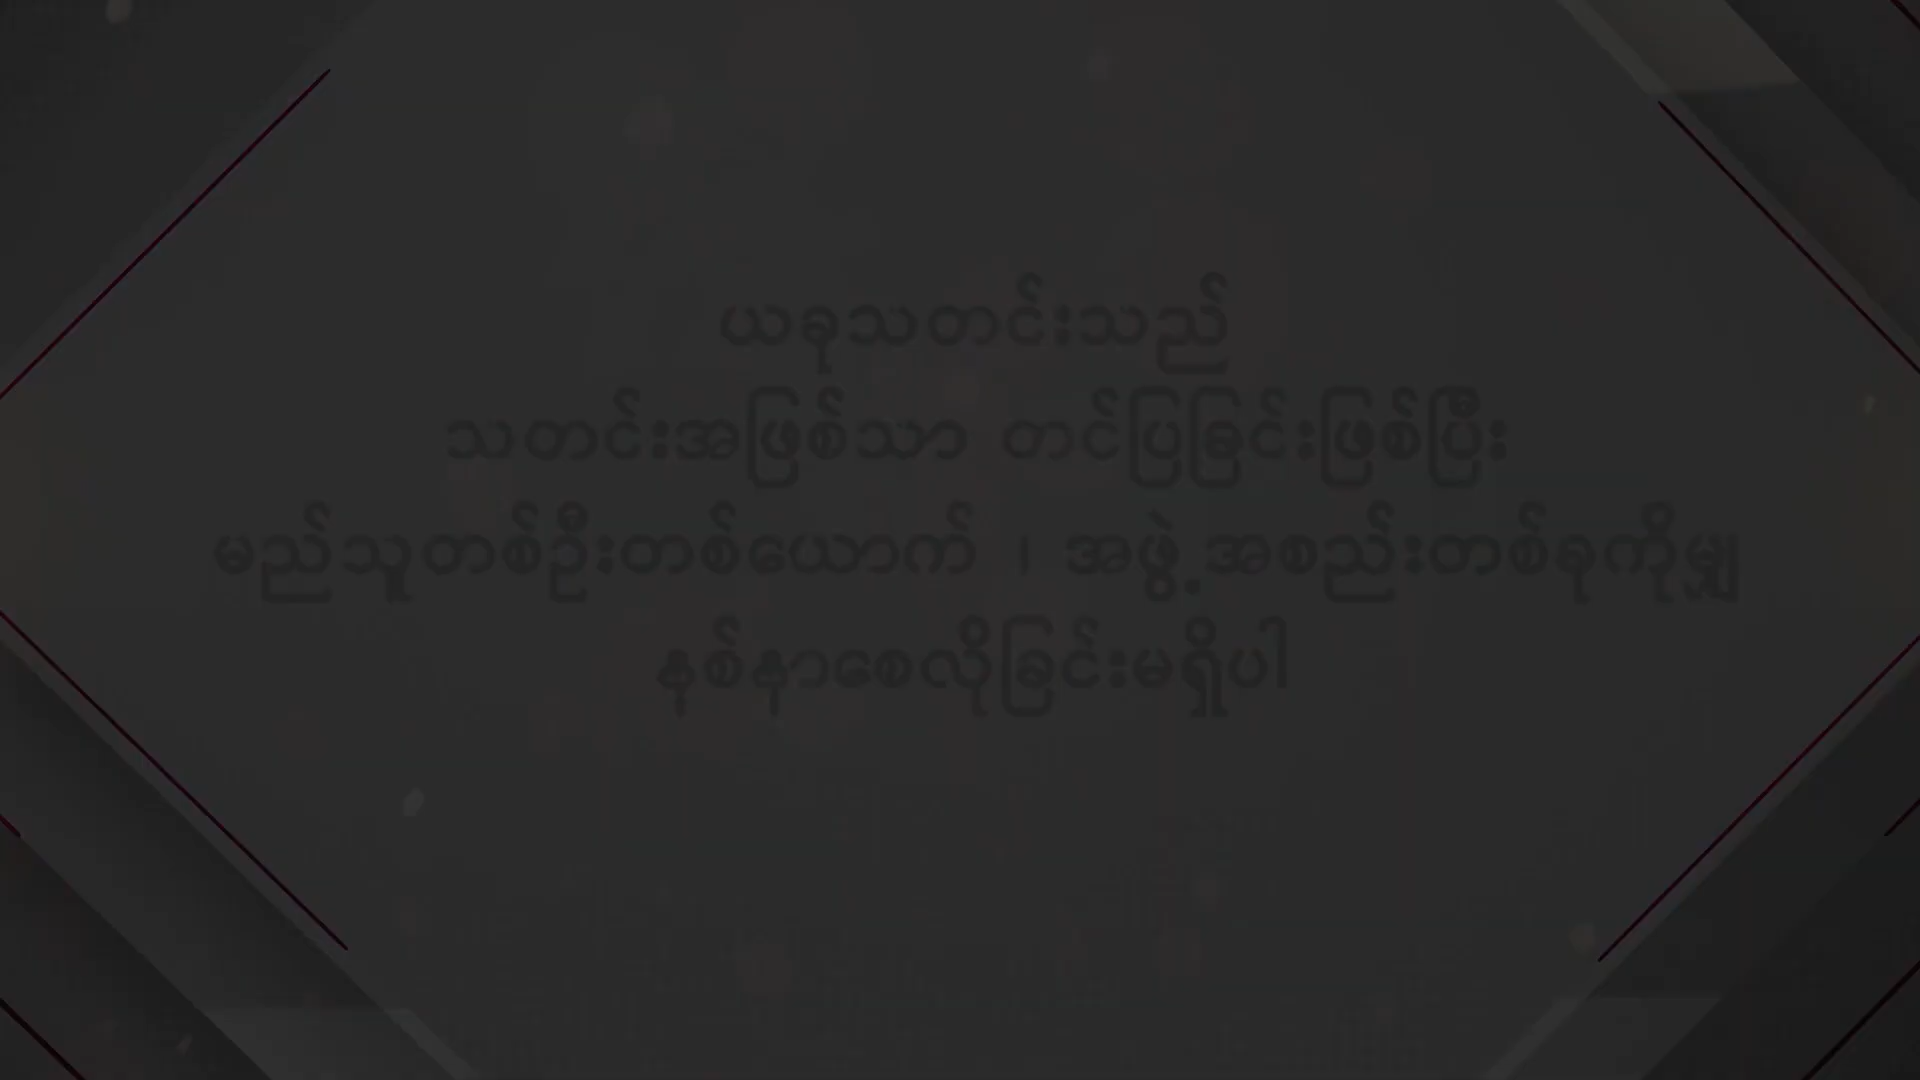 ယခုသတင်းသည်
သတင်းအဖြစ်သာ တင်ပြခြင်းဖြစ်ပြီး
မည်သူတစ်ဦးတစ်ယောက် ၊ အဖွဲ့အစည်းတစ်ခုကိုမျှ
နစ်နာစေလိုခြင်းမရှိပါ